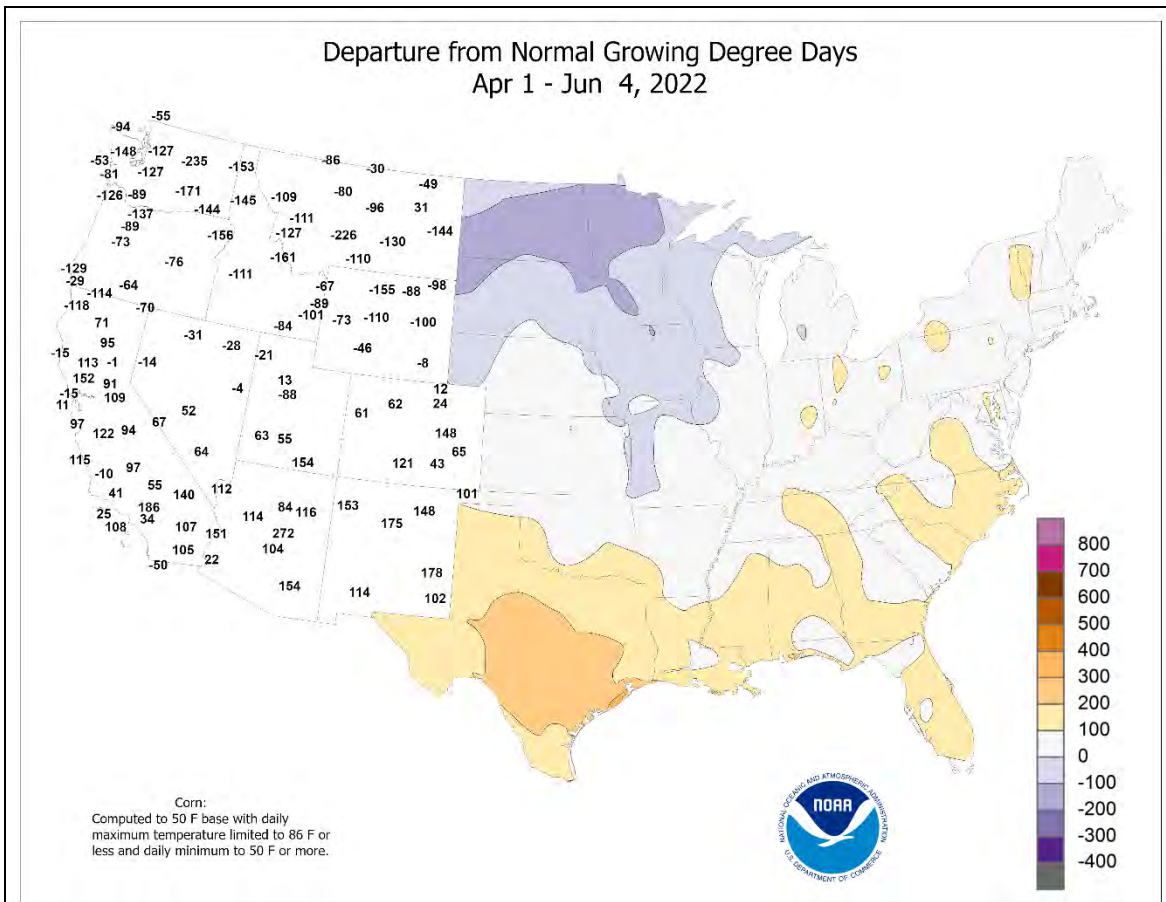 Departure from Normal Growing Degree Days
Apr 1 - Jun 4, 2022
-55
-94
-148 -127
-53 -235 -153 -86 -30
-81 -127
-49
-126 -89 -171 -145 -109 -80
-137 -144 -96 31
-89 -111
-73 -156 -127 -226 -130 -144
-76 -161 -110
-129 -111
-29 -64 -67 -155 -88 -98
-114
-118 -70 -89
71 -101 -73 -110 -100
-31 -84
95 -28 -46
-15 113 -1 -14 -21 -8
152 91 -4 13 12
-15 109 -88
11 52 61 62 24
97 122 94 67 63 55 148
115 64 154 121 43 65
-10 97
41 55 140 112 101
25 186 84 116 153 148
108 34 107 114 175
151 272
105 104
-50 22 178
154 114 102
800
700
600
500
400
300
200
100
0
-100
-200
-300
-400
Corn:
Computed to 50 F base with daily
maximum temperature limited to 86 F or
less and daily minimum to 50 F or more.
NATIONAL OCEANIC AND ATMOSPHERIC ADMINISTRATION
NOAA
U.S. DEPARTMENT OF COMMERCE